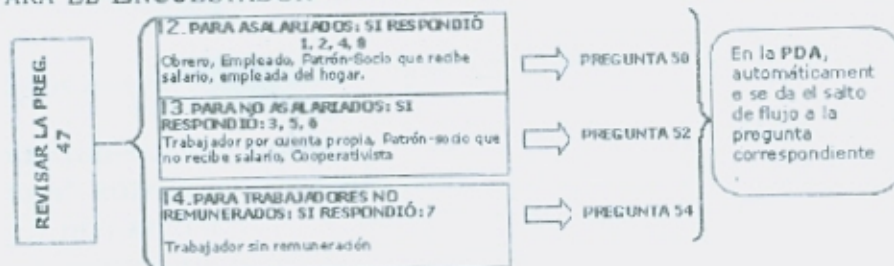 PARA EL ENCUESTADOR
REVISAR LA PREG.
47
12. PARA ASALARIADOS: SI RESPONDIÓ
1, 2, 4, 8
Obrero, Empleado, Patrón-Socio que recibe
salario, empleada del hogar.
PREGUNTA 50
13. PARA NO ASALARIADOS: SI
RESPONDIÓ: 3, 5, 6
Trabajador por cuenta propia, Patrón-socio que
no recibe salario, Cooperativista
PREGUNTA 52
14. PARA TRABAJADORES NO
REMUNERADOS: SI RESPONDIÓ: 7
Trabajador sin remuneración
PREGUNTA 54
En la PDA,
automáticament
e se da el salto
de flujo a la
pregunta
correspondiente